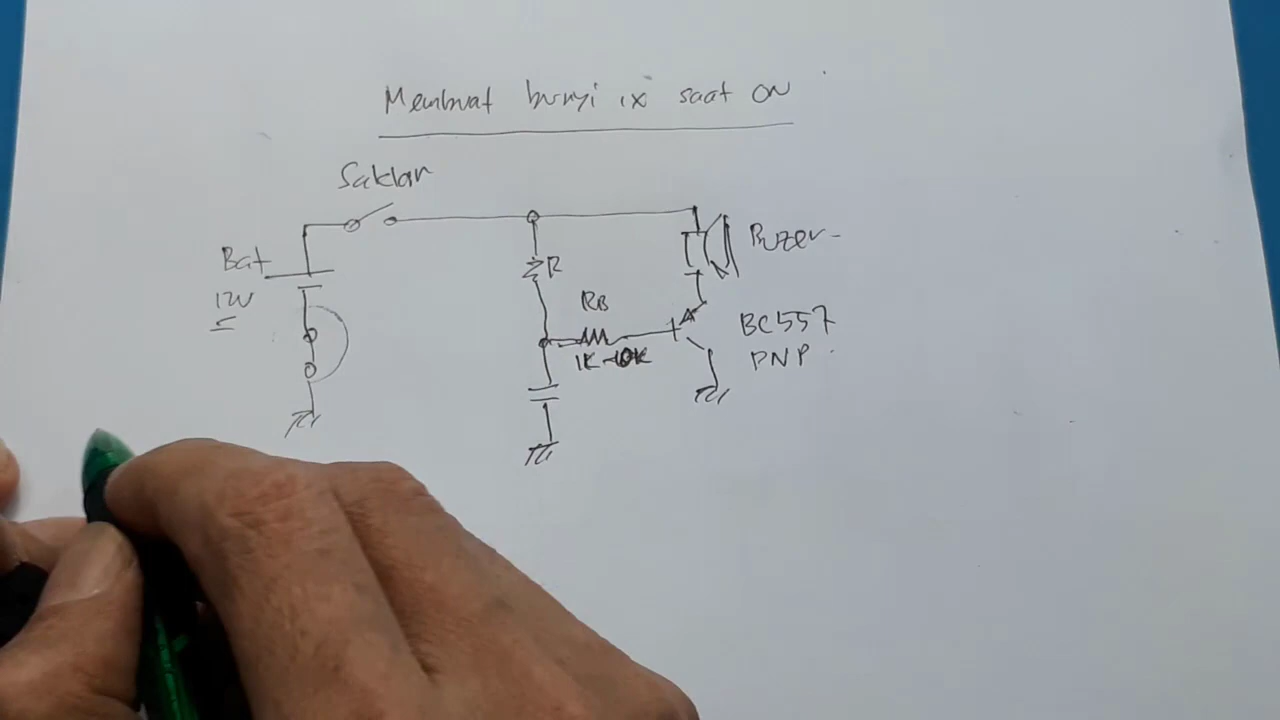 Membuat bunyi 1x saat ON
Saklar
Bat
12V
R
RB
1K-10K
Buzer
BC557
PNP